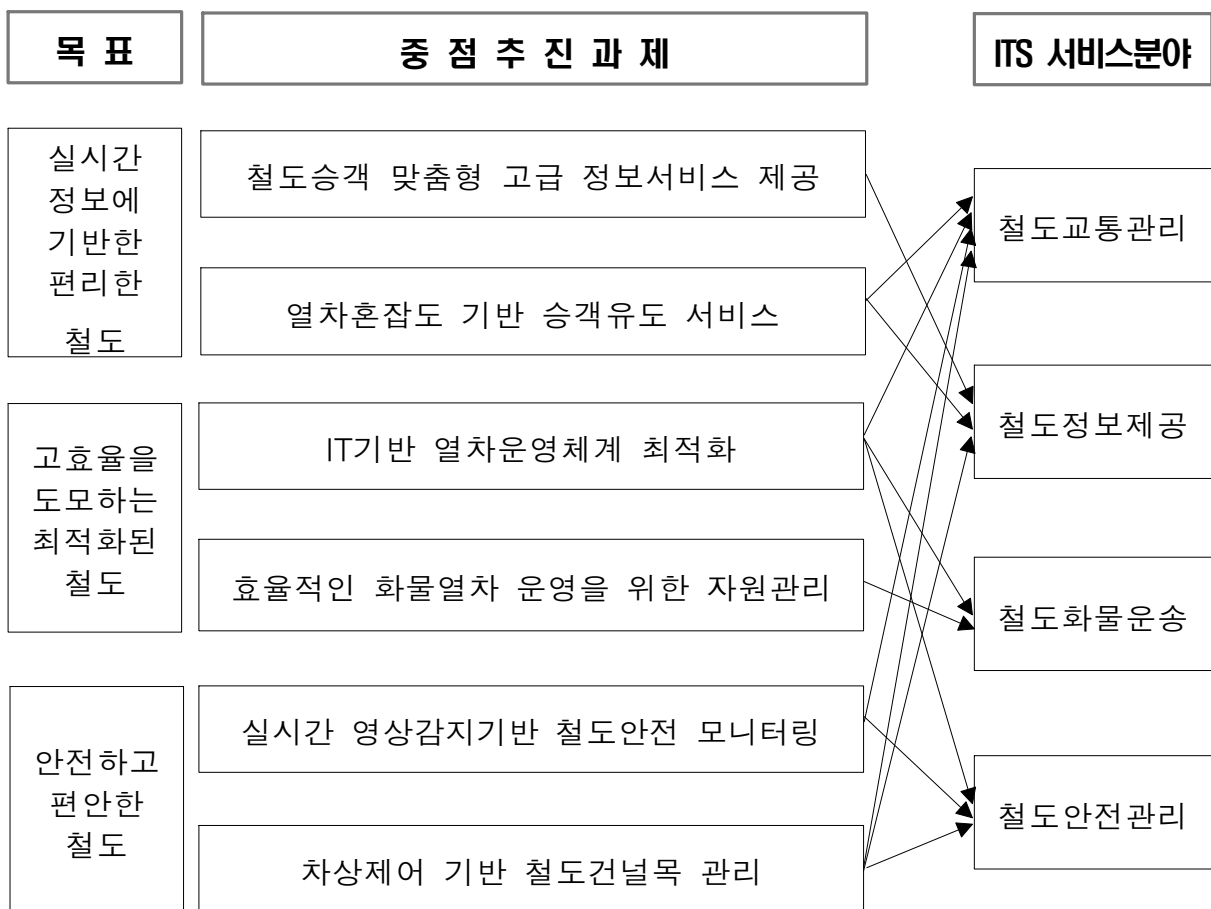 목 표
중 점 추 진 과 제
ITS 서비스분야
실시간
정보에
기반한
편리한
철도
철도승객 맞춤형 고급 정보서비스 제공
열차혼잡도 기반 승객유도 서비스
고효율을
도모하는
최적화된
철도
IT기반 열차운영체계 최적화
효율적인 화물열차 운영을 위한 자원관리
안전하고
편안한
철도
실시간 영상감지기반 철도안전 모니터링
차상제어 기반 철도건널목 관리
철도교통관리
철도정보제공
철도화물운송
철도안전관리